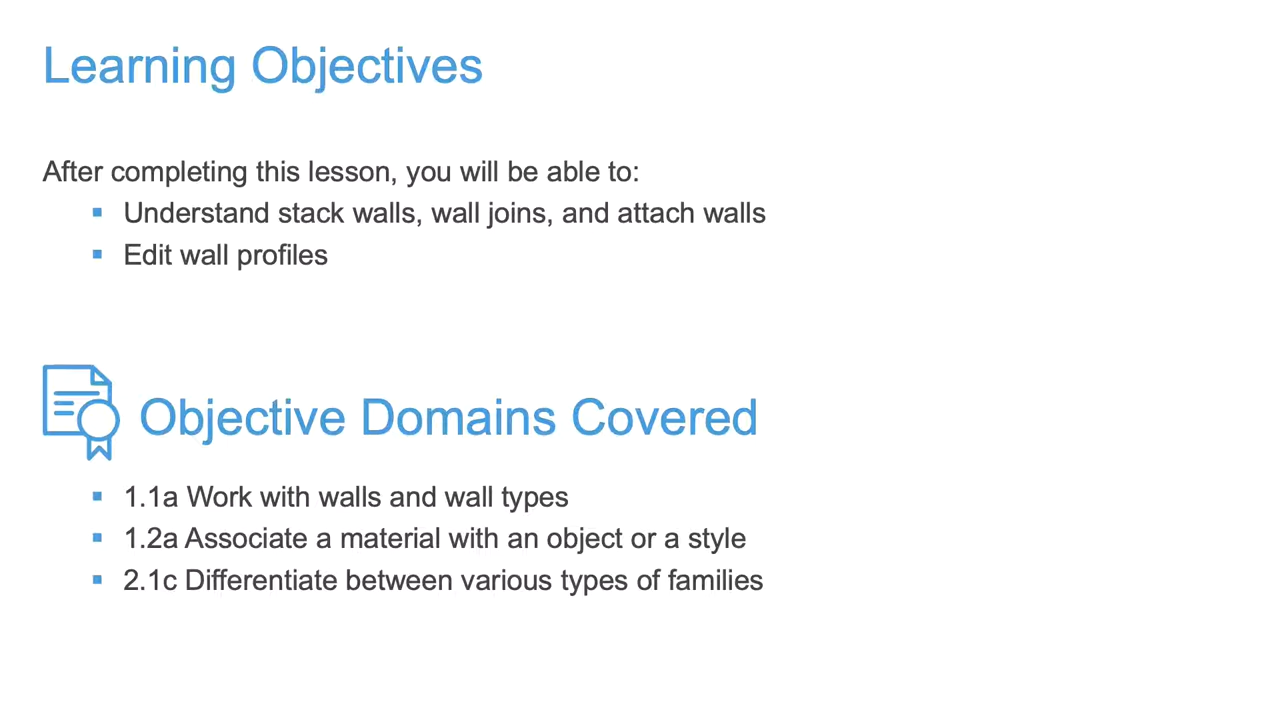 Learning Objectives
After completing this lesson, you will be able to:
Understand stack walls, wall joins, and attach walls
Edit wall profiles
Objective Domains Covered
1.1a Work with walls and wall types
1.2a Associate a material with an object or a style
2.1c Differentiate between various types of families